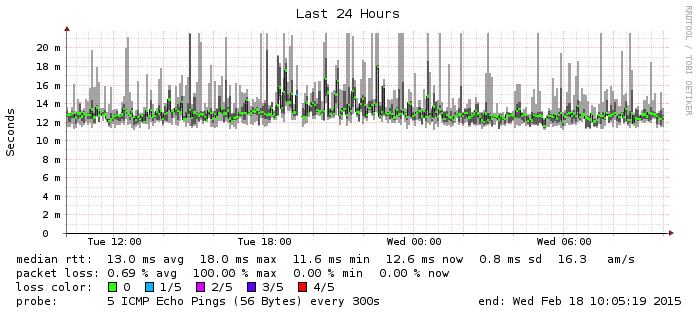 Last 24 Hours
RRDTOOL / TOBI OETIKER
Seconds
20 m
18 m
16 m
14 m
12 m
10 m
8 m
6 m
4 m
2 m
0
Tue 12:00 Tue 18:00 Wed 00:00 Wed 06:00
median rtt: 13.0 ms avg 18.0 ms max 11.6 ms min 12.6 ms now 0.8 ms sd 16.3 am/s
packet loss: 0.69 % avg 100.00 % max 0.00 % min 0.00 % now
loss color: 0 1/5 2/5 3/5 4/5
probe: 5 ICMP Echo Pings (56 Bytes) every 300s end: Wed Feb 18 10:05:19 2015